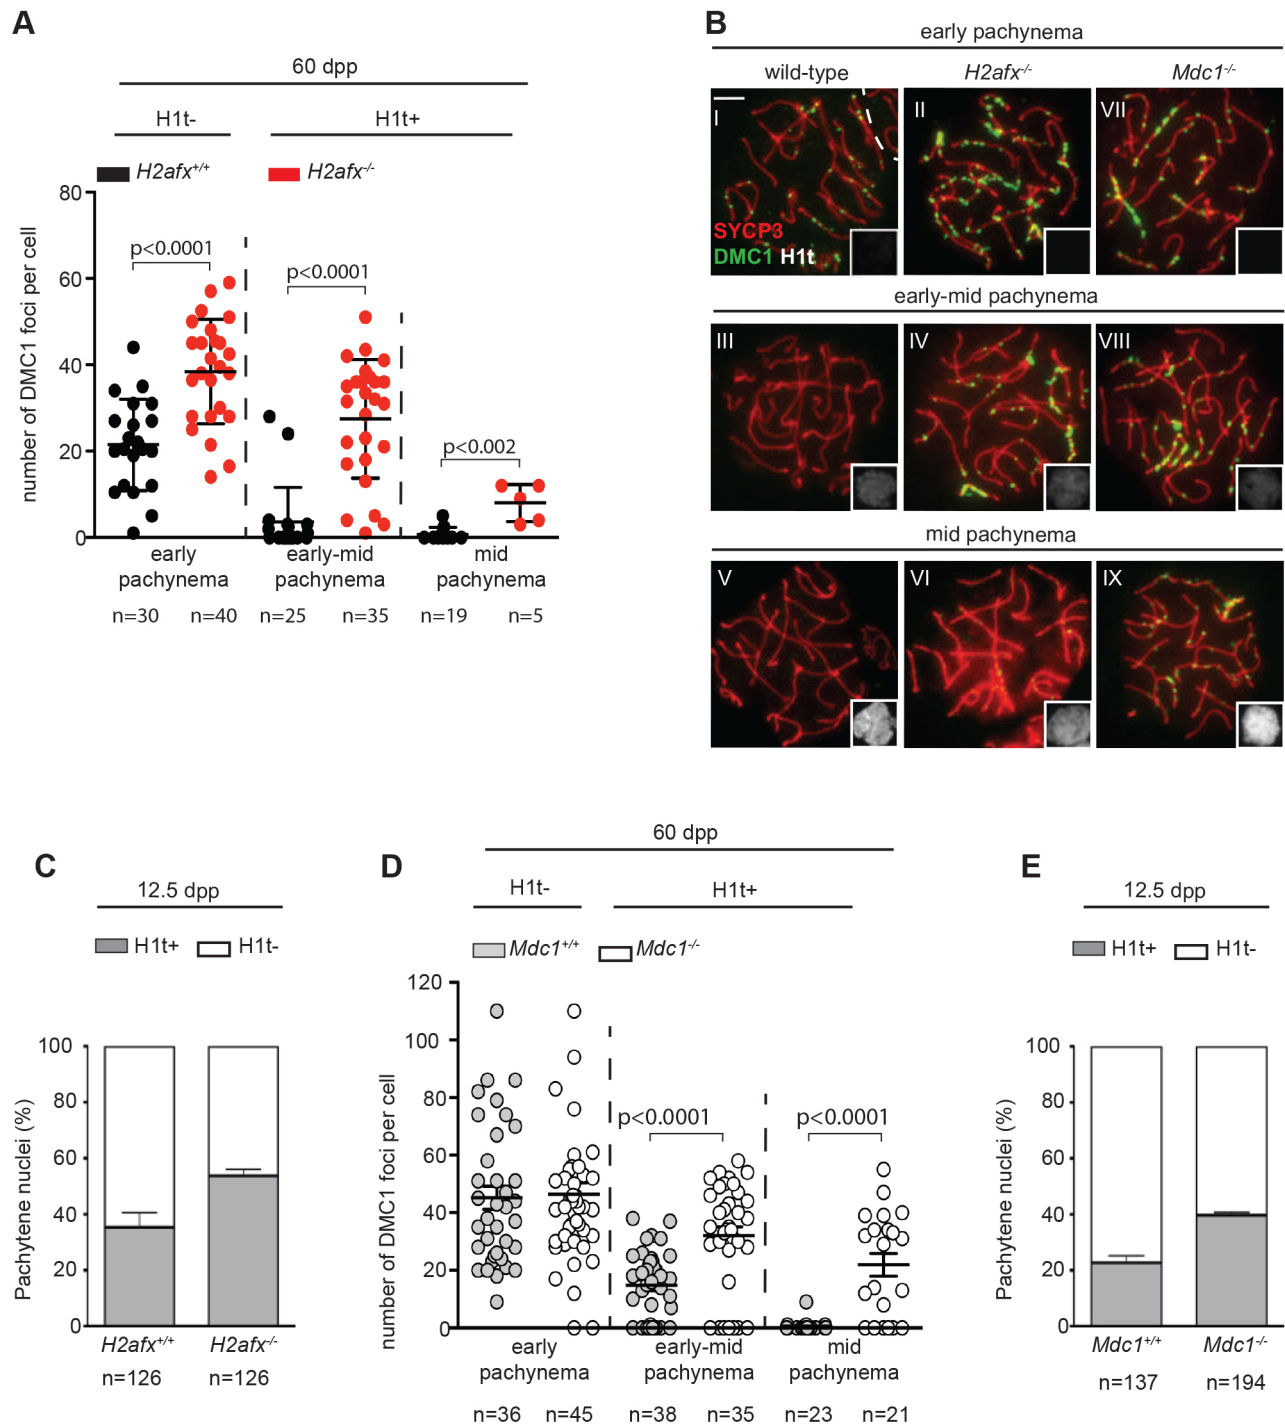 A
60 dpp
H1t-
H1t+
H2afx+/+
H2afx-/-
number of DMC1 foci per cell
80
60
40
20
0
p<0.0001
p<0.0001
p<0.002
early
pachynema
early-mid
pachynema
mid
pachynema
n=30
n=40
n=25
n=35
n=19
n=5
B
early pachynema
wild-type
H2afx-/-
Mdc1-/-
I
II
VII
SYCP3
DMC1 H1t
early-mid pachynema
III
IV
VIII
mid pachynema
V
VI
IX
C
12.5 dpp
H1t+
H1t-
Pachytene nuclei (%)
100
80
60
40
20
0
H2afx+/+
H2afx-/-
n=126
n=126
D
60 dpp
H1t-
H1t+
Mdc1+/+
Mdc1-/-
number of DMC1 foci per cell
120
100
80
60
40
20
0
p<0.0001
p<0.0001
early
pachynema
early-mid
pachynema
mid
pachynema
n=36
n=45
n=38
n=35
n=23
n=21
E
12.5 dpp
H1t+
H1t-
Pachytene nuclei (%)
100
80
60
40
20
0
Mdc1+/+
Mdc1-/-
n=137
n=194